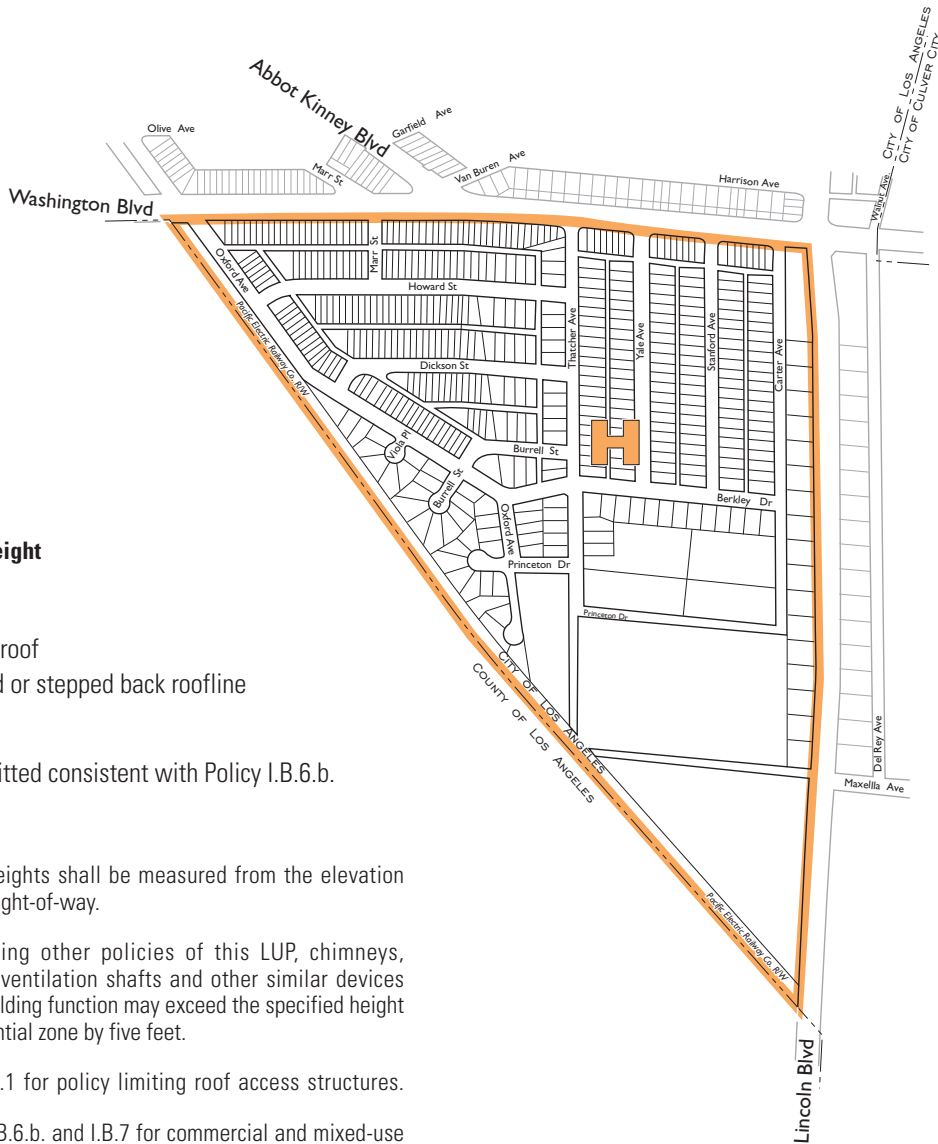 CITY OF LOS ANGELES
CITY OF CULVER CITY
Abbot Kinney Blvd
Garfield Ave
Olive Ave
Marr St
Van Buren Ave
Harrison Ave
Walnut Ave
Washington Blvd
Oxford Ave
Marr St
Howard St
Pacific Electric Railway Co. R/W
Thatcher Ave
Yale Ave
Stanford Ave
Carter Ave
Dickson St
Viola Pl
Burrell St
H
Burrell St
Berkley Dr
Oxford Ave
Princeton Dr
Princeton Dr
eight
roof
d or stepped back roofline
CITY OF LOS ANGELES
COUNTY OF LOS ANGELES
Del Rey Ave
Maxellla Ave
itted consistent with Policy I.B.6.b.
eights shall be measured from the elevation
ght-of-way.
ing other policies of this LUP, chimneys,
ventilation shafts and other similar devices
lding function may exceed the specified height
ntial zone by five feet.
Pacific Electric Railway Co. R/W
.1 for policy limiting roof access structures.
B.6.b. and I.B.7 for commercial and mixed-use
Lincoln Blvd